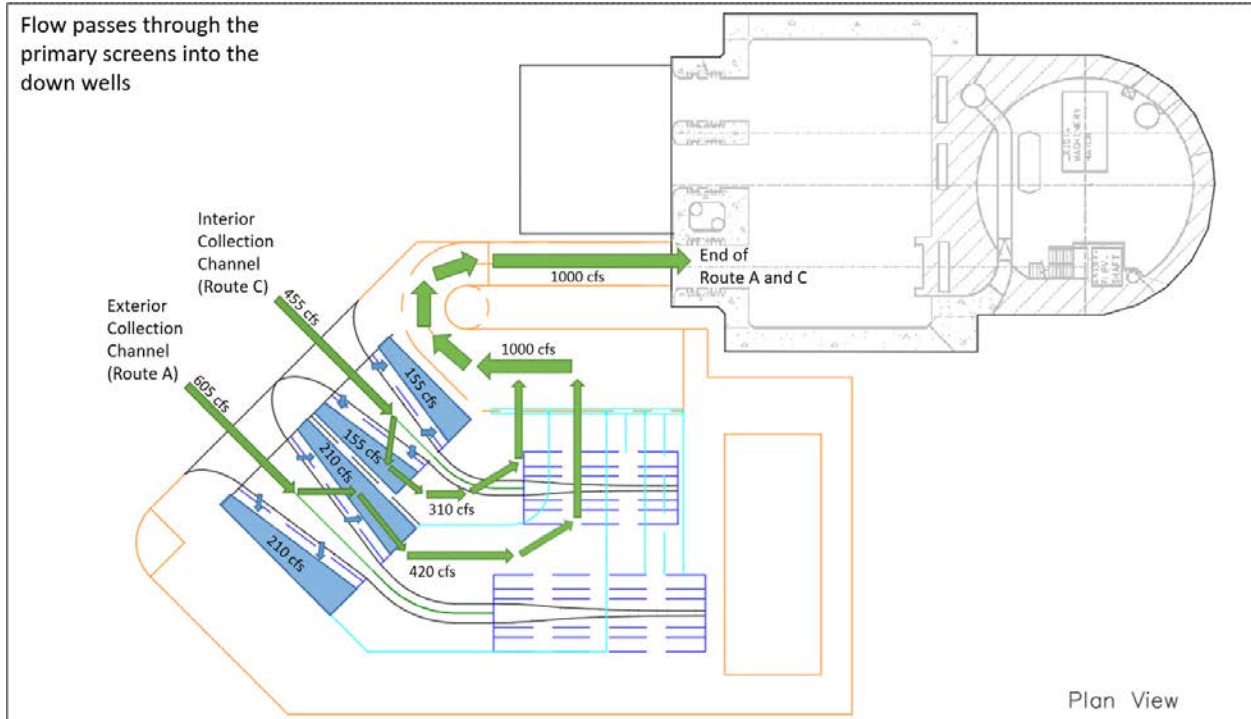 Flow passes through the
primary screens into the
down wells
Interior
Collection
Channel
(Route C)
Exterior
Collection
Channel
(Route A)
455 cfs
605 cfs
1000 cfs
End of
Route A and C
1000 cfs
155 cfs
155 cfs
210 cfs
210 cfs
310 cfs
420 cfs
MACHINERY
SHAFT
Plan View